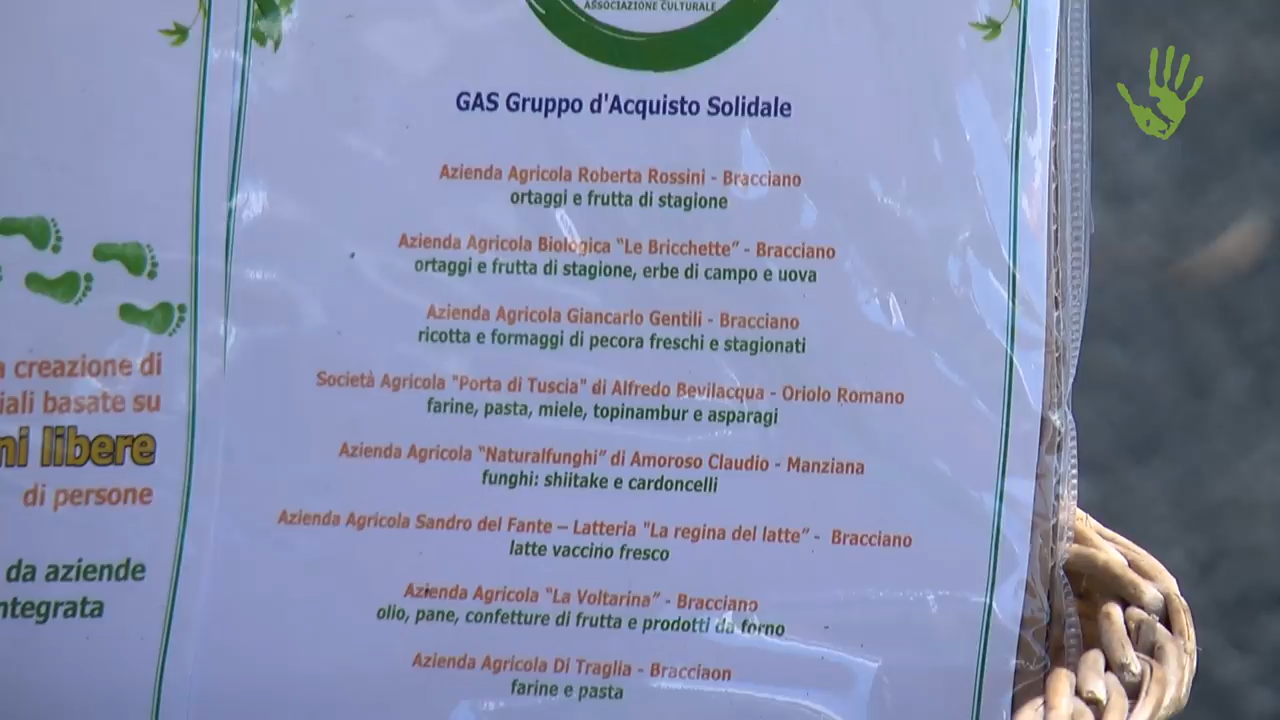 ASSOCIAZIONE CULTURALE
GAS Gruppo d'Acquisto Solidale
Azienda Agricola Roberta Rossini - Bracciano
ortaggi e frutta di stagione
Azienda Agricola Biologica “Le Bricchette” - Bracciano
ortaggi e frutta di stagione, erbe di campo e uova
Azienda Agricola Giancarlo Gentili - Bracciano
ricotta e formaggi di pecora freschi e stagionati
Società Agricola "Porta di Tuscia" di Alfredo Bevilacqua - Oriolo Romano
farine, pasta, miele, topinambur e asparagi
Azienda Agricola “Naturalfunghi” di Amoroso Claudio - Manziana
funghi: shiitake e cardoncelli
Azienda Agricola Sandro del Fante – Latteria "La regina del latte” - Bracciano
latte vaccino fresco
Azienda Agricola “La Voltarina” - Bracciano
olio, pane, confetture di frutta e prodotti da forno
Azienda Agricola Di Traglia - Bracciaon
farine e pasta
creazione di
iali basate su
ni libere
di persone
da aziende
ntegrata